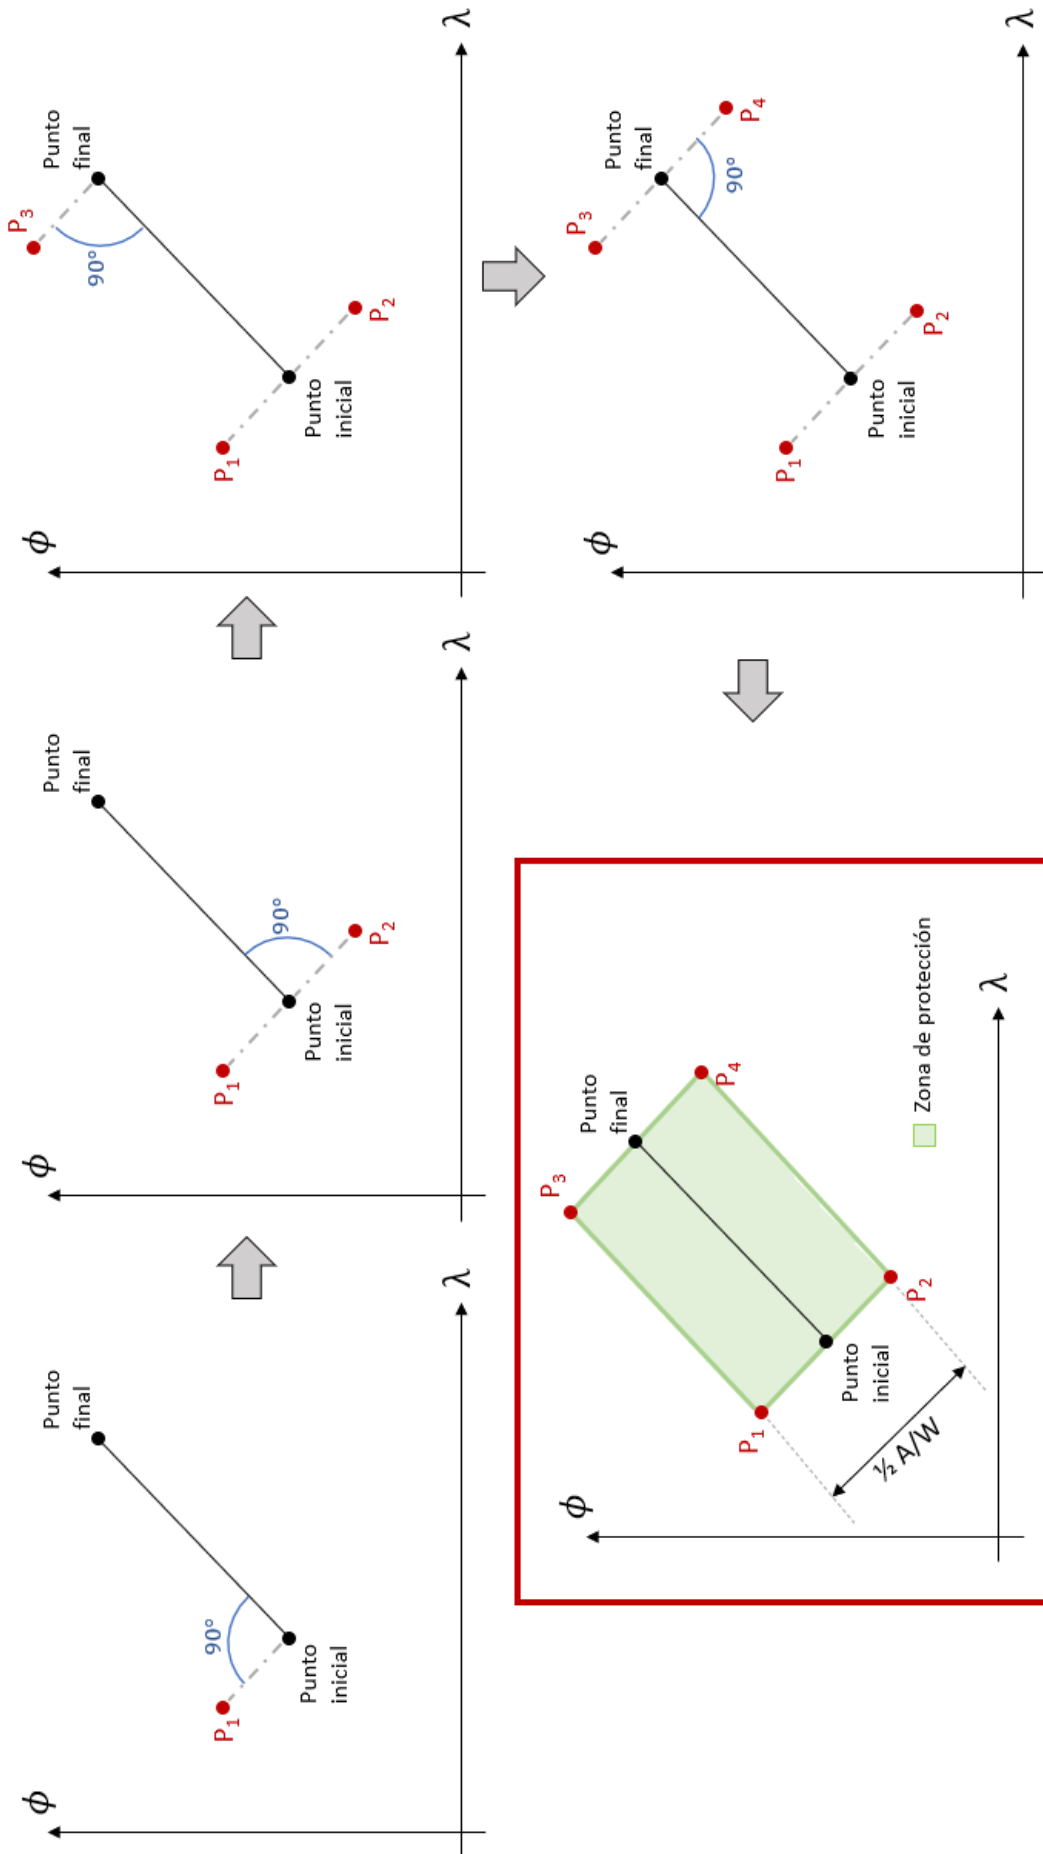 ϕ
Punto
final
90°
P1
Punto
inicial
λ
ϕ
Punto
final
90°
P1
P2
Punto
inicial
λ
ϕ
P3
Punto
final
90°
P1
P2
Punto
inicial
λ
ϕ
P3
Punto
final
P4
90°
P1
P2
Punto
inicial
λ
ϕ
P3
Punto
final
P4
P1
Punto
inicial
P2
½ A/W
Zona de protección
λ